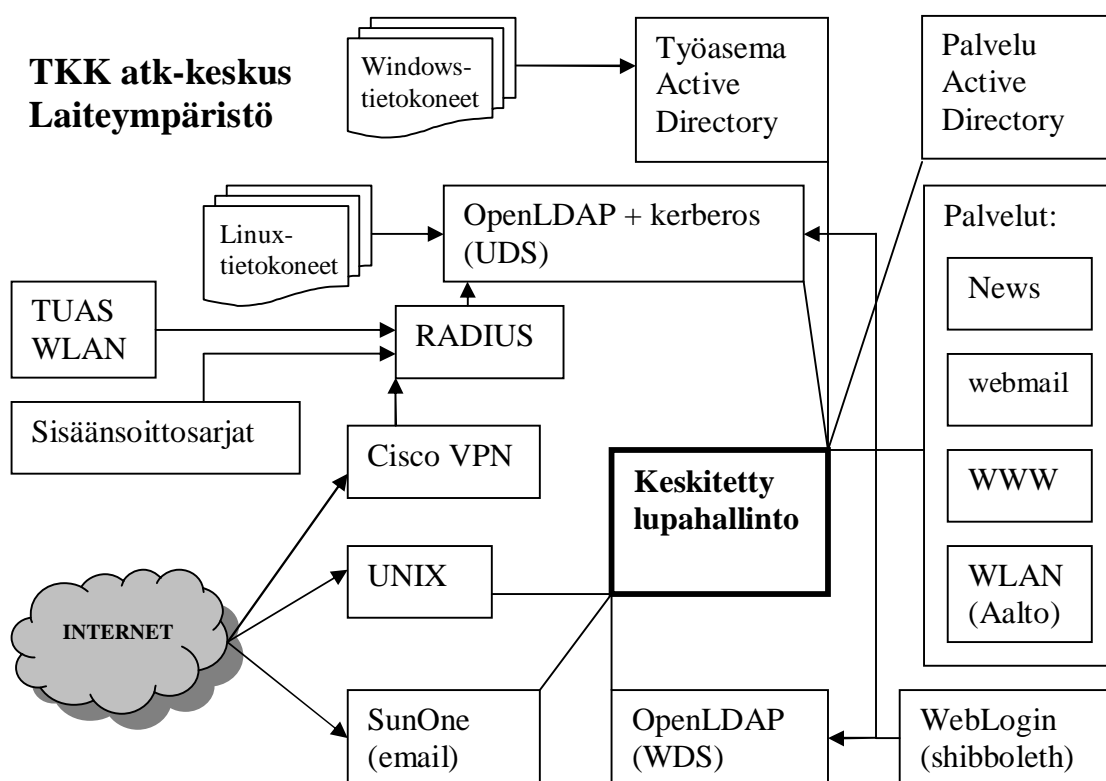 TKK atk-keskus
Laiteympäristö
Windows-
tietokoneet
Työasema
Active
Directory
Palvelu
Active
Directory
Linux-
tietokoneet
OpenLDAP + kerberos
(UDS)
Palvelut:
News
webmail
WWW
WLAN
(Aalto)
TUAS
WLAN
RADIUS
Sisäänsoittosarjat
Cisco VPN
Keskitetty
lupahallinto
UNIX
INTERNET
SunOne
(email)
OpenLDAP
(WDS)
WebLogin
(shibboleth)